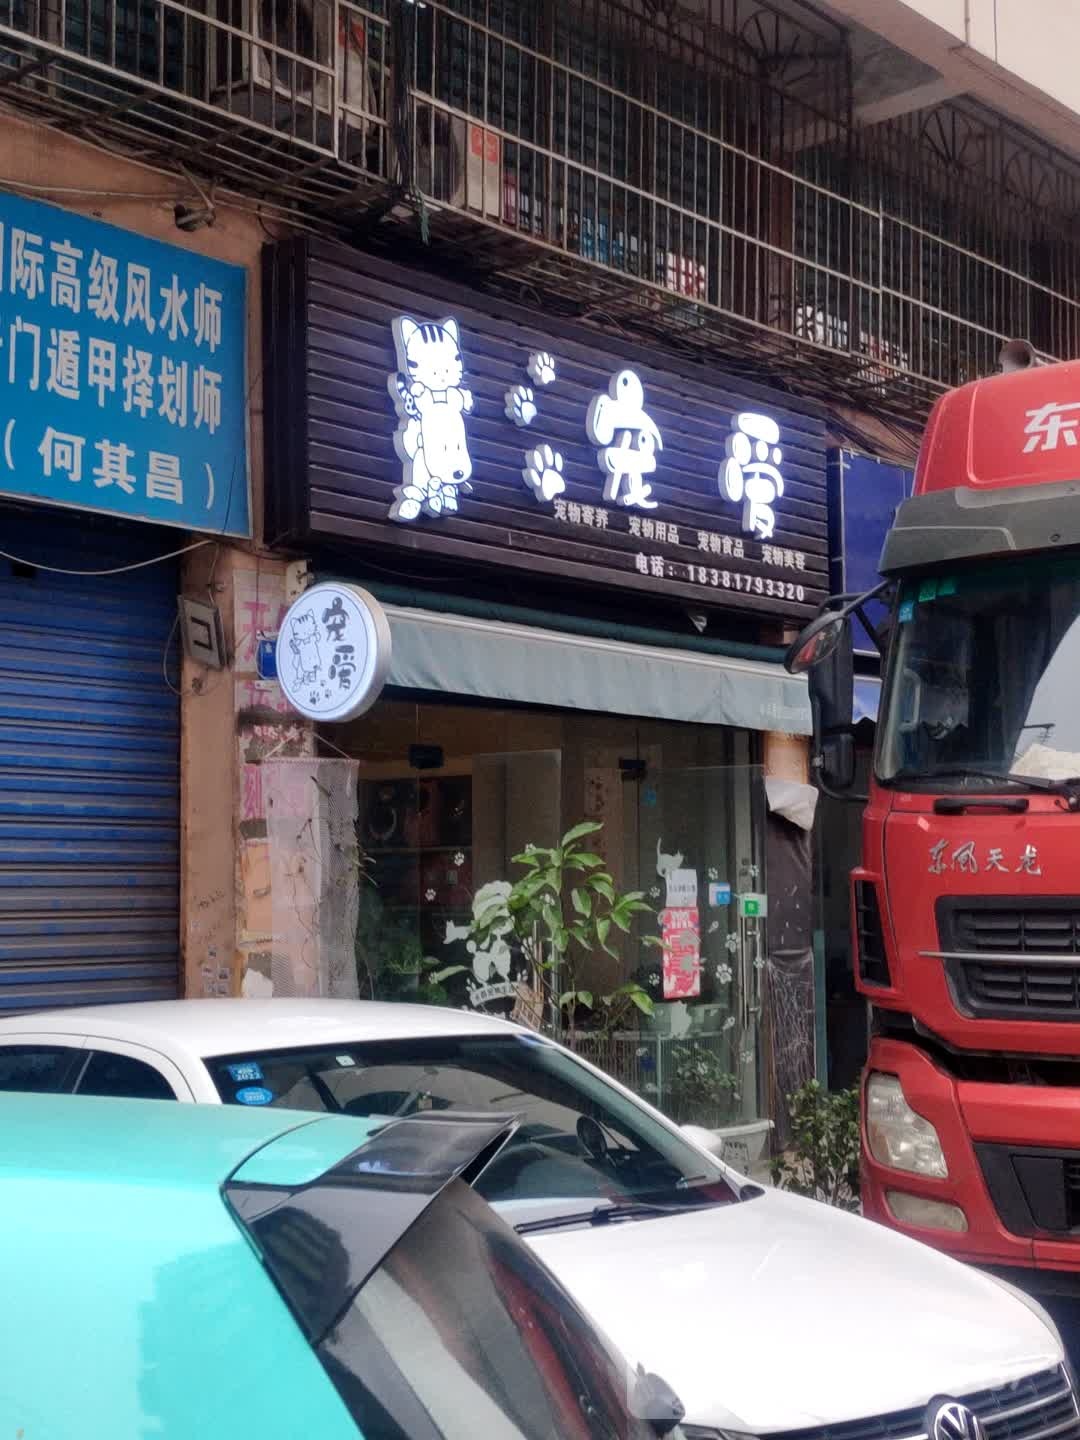 际高级风水师
门遁甲择划师
（何其昌）
宠爱
宠物寄养 宠物用品 宠物食品 宠物美容
电话：18381793320
宠爱
东
东风天龙
2023